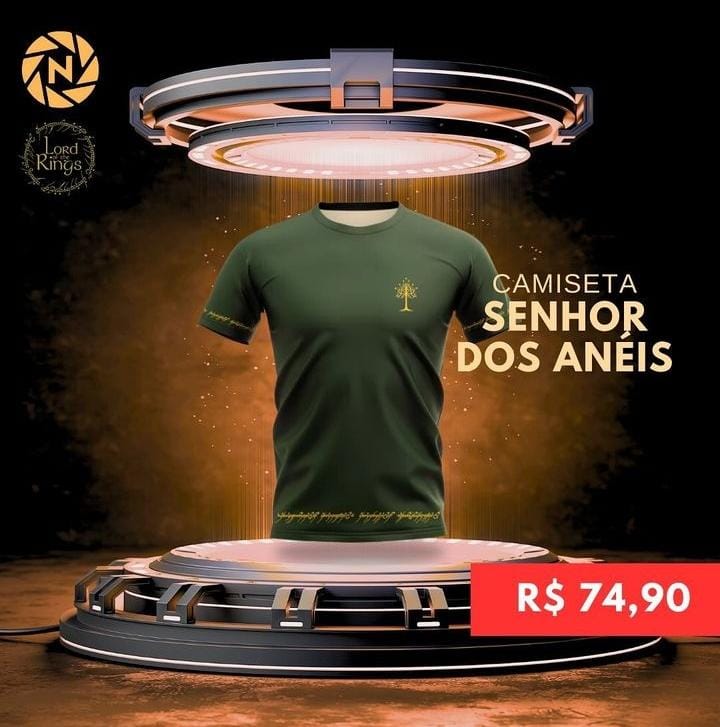 N
Lord
of the
Rings
CAMISETA
SENHOR
DOS ANÉIS
R$ 74,90